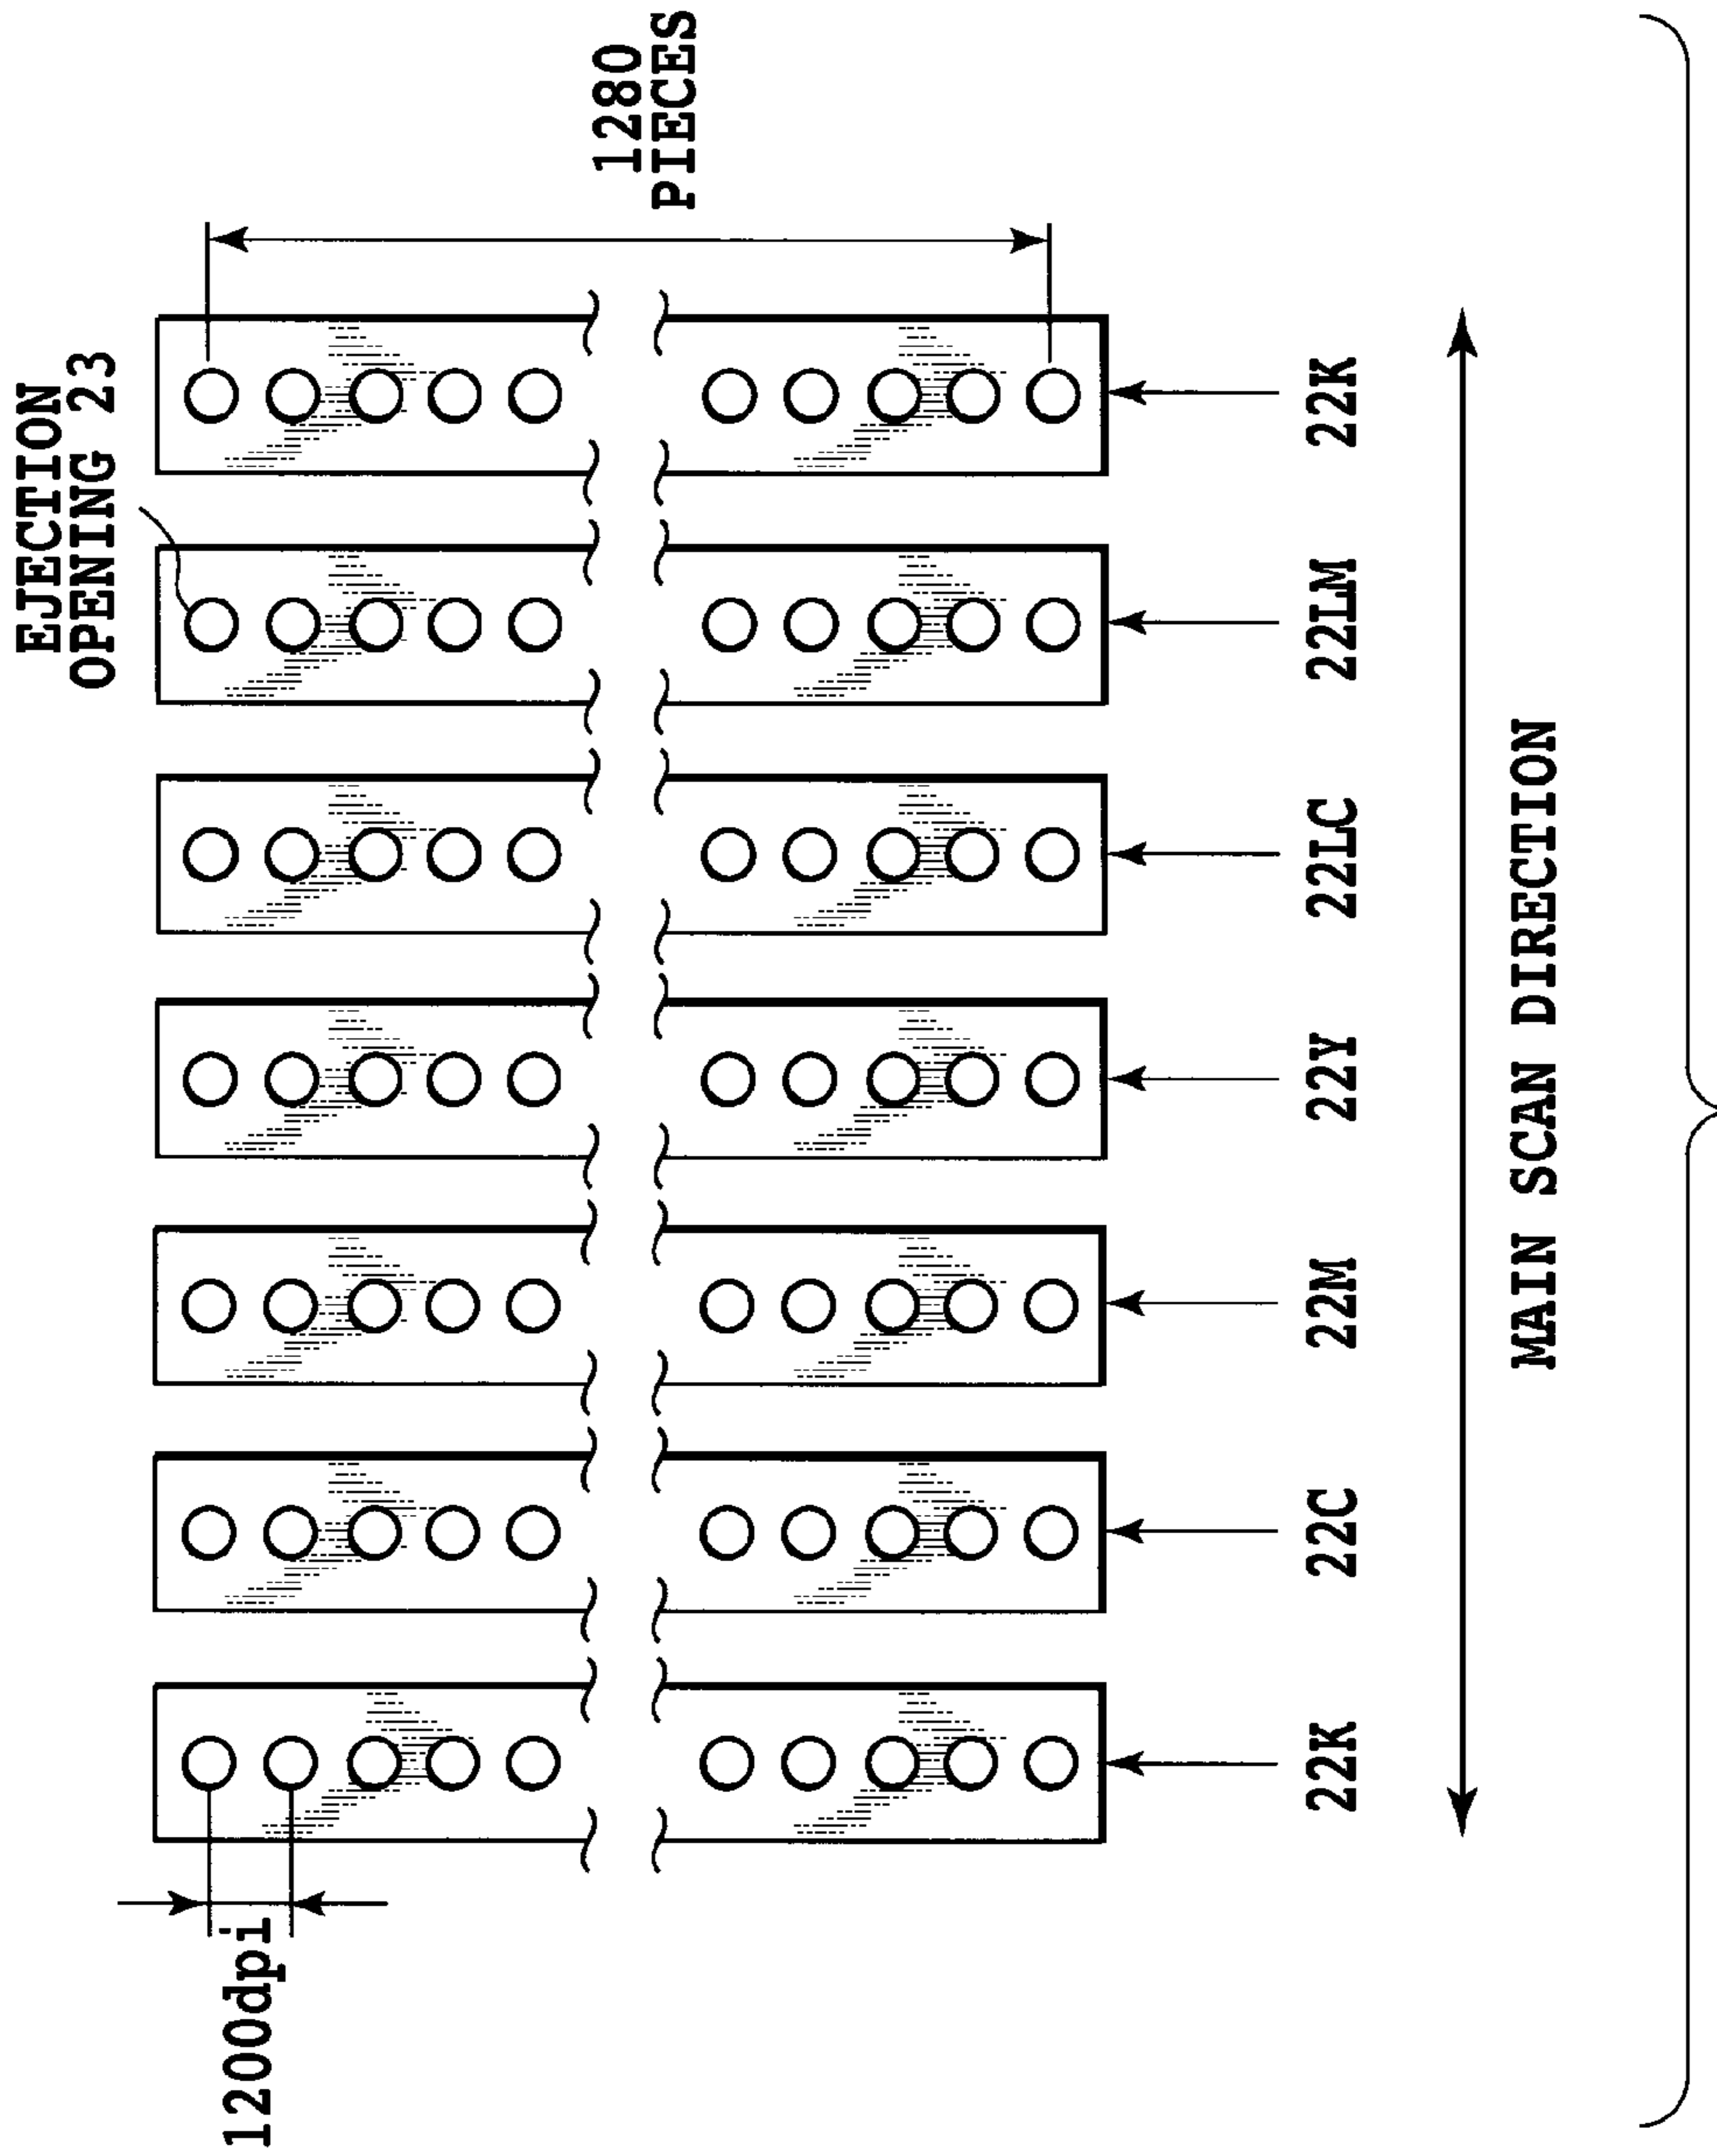 EJECTION
OPENING 23
1280
PIECES
1200dpi
22K
22C
22M
22Y
22LC
22LM
22K
MAIN SCAN DIRECTION